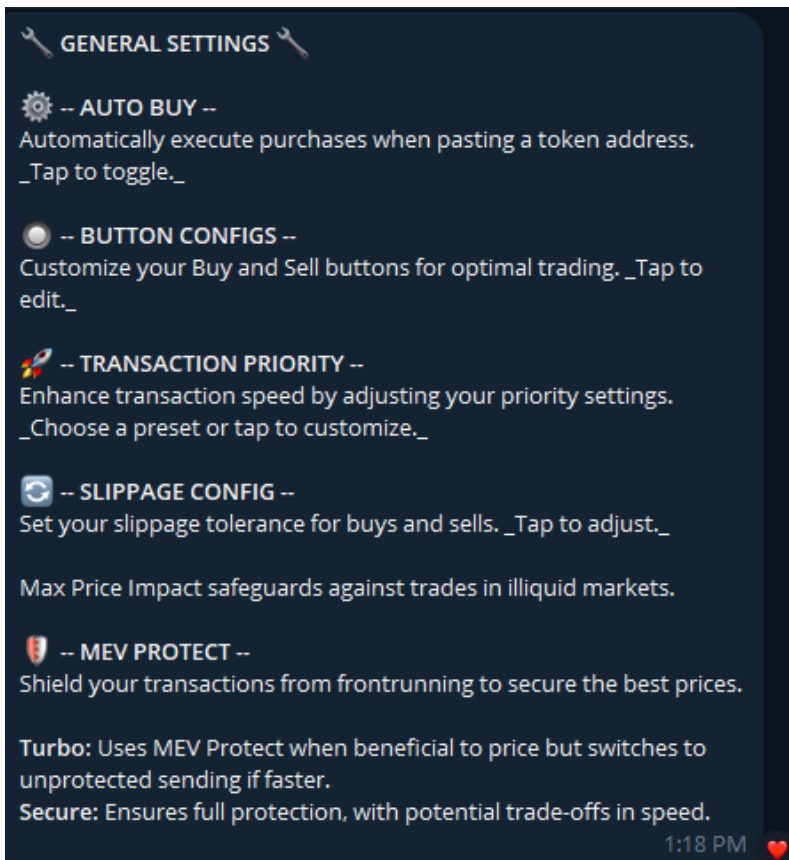 🔧 GENERAL SETTINGS 🔧
⚙️ -- AUTO BUY --
Automatically execute purchases when pasting a token address.
_Tap to toggle._
🔘 -- BUTTON CONFIGS --
Customize your Buy and Sell buttons for optimal trading. _Tap to
edit._
🚀 -- TRANSACTION PRIORITY --
Enhance transaction speed by adjusting your priority settings.
_Choose a preset or tap to customize._
🔄 -- SLIPPAGE CONFIG --
Set your slippage tolerance for buys and sells. _Tap to adjust._
Max Price Impact safeguards against trades in illiquid markets.
🛡️ -- MEV PROTECT --
Shield your transactions from frontrunning to secure the best prices.
Turbo: Uses MEV Protect when beneficial to price but switches to
unprotected sending if faster.
Secure: Ensures full protection, with potential trade-offs in speed.
1:18 PM